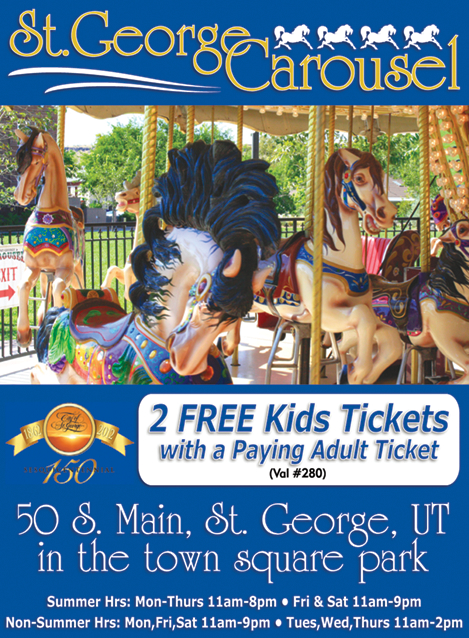 St. George
Carousel
EXIT
2 FREE Kids Tickets
with a Paying Adult Ticket
(Val #280)
150
50 S. Main, St. George, UT
in the town square park
Summer Hrs: Mon-Thurs 11am-8pm • Fri & Sat 11am-9pm
Non-Summer Hrs: Mon,Fri,Sat 11am-9pm • Tues,Wed,Thurs 11am-2pm